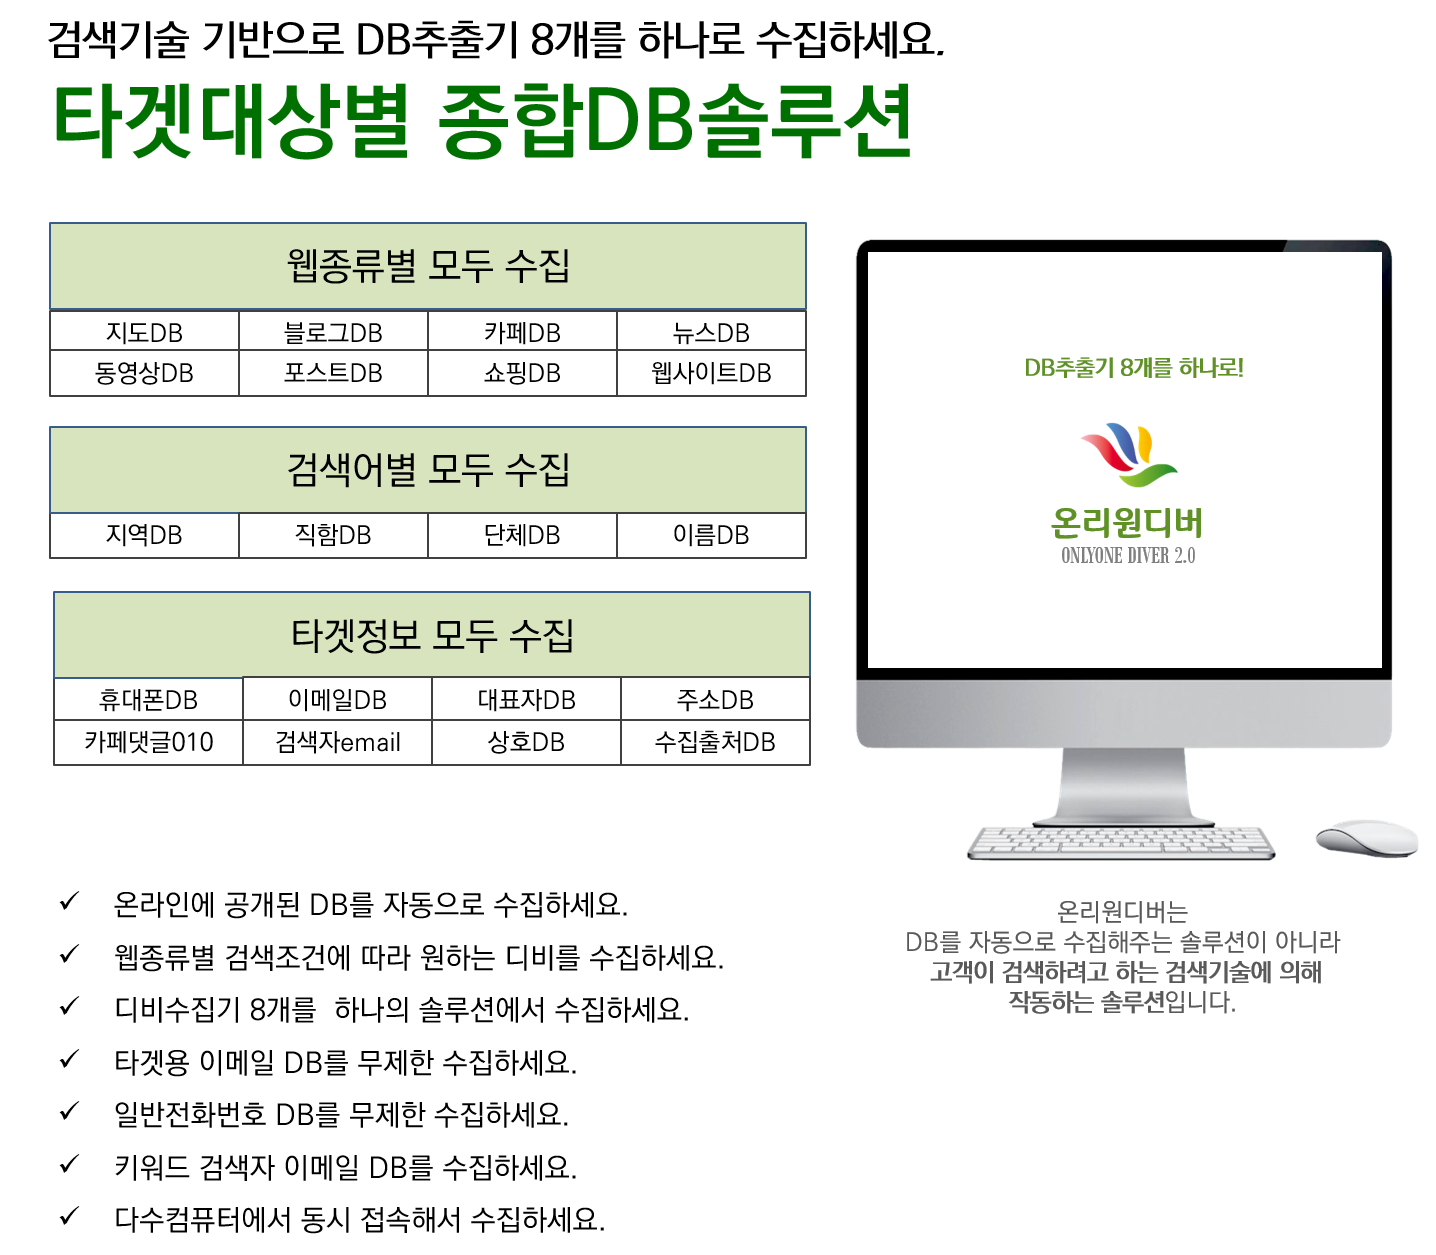 검색기술 기반으로 DB추출기 8개를 하나로 수집하세요.
타겟대상별 종합DB솔루션
웹종류별 모두 수집
지도DB 블로그DB 카페DB 뉴스DB
동영상DB 포스트DB 쇼핑DB 웹사이트DB
검색어별 모두 수집
지역DB 직함DB 단체DB 이름DB
타겟정보 모두 수집
휴대폰DB 이메일DB 대표자DB 주소DB
카페댓글010 검색자email 상호DB 수집출처DB
DB추출기 8개를 하나로!
온리원디버
ONLYONE DIVER 2.0
✓ 온라인에 공개된 DB를 자동으로 수집하세요.
✓ 웹종류별 검색조건에 따라 원하는 디비를 수집하세요.
✓ 디비수집기 8개를 하나의 솔루션에서 수집하세요.
✓ 타겟용 이메일 DB를 무제한 수집하세요.
✓ 일반전화번호 DB를 무제한 수집하세요.
✓ 키워드 검색자 이메일 DB를 수집하세요.
✓ 다수컴퓨터에서 동시 접속해서 수집하세요.
온리원디버는
DB를 자동으로 수집해주는 솔루션이 아니라
고객이 검색하려고 하는 검색기술에 의해
작동하는 솔루션입니다.